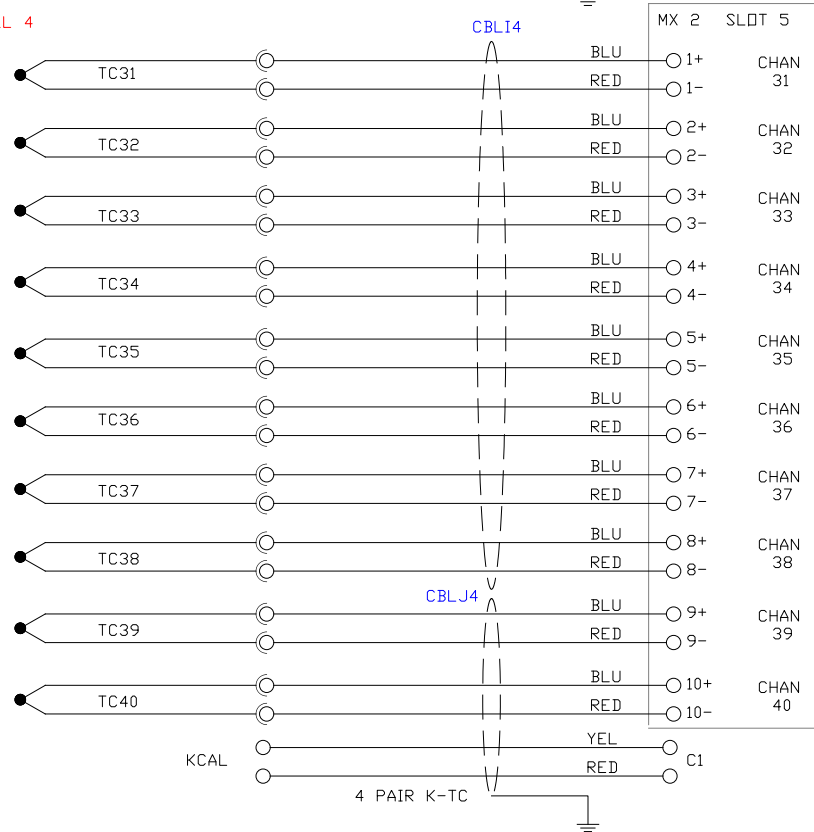 L 4
CBLI4
MX 2 SLOT 5
TC31
BLU
RED
1+
1-
CHAN
31
TC32
BLU
RED
2+
2-
CHAN
32
TC33
BLU
RED
3+
3-
CHAN
33
TC34
BLU
RED
4+
4-
CHAN
34
TC35
BLU
RED
5+
5-
CHAN
35
TC36
BLU
RED
6+
6-
CHAN
36
TC37
BLU
RED
7+
7-
CHAN
37
TC38
BLU
RED
8+
8-
CHAN
38
CBLJ4
TC39
BLU
RED
9+
9-
CHAN
39
TC40
BLU
RED
10+
10-
CHAN
40
KCAL
YEL
RED
C1
4 PAIR K-TC